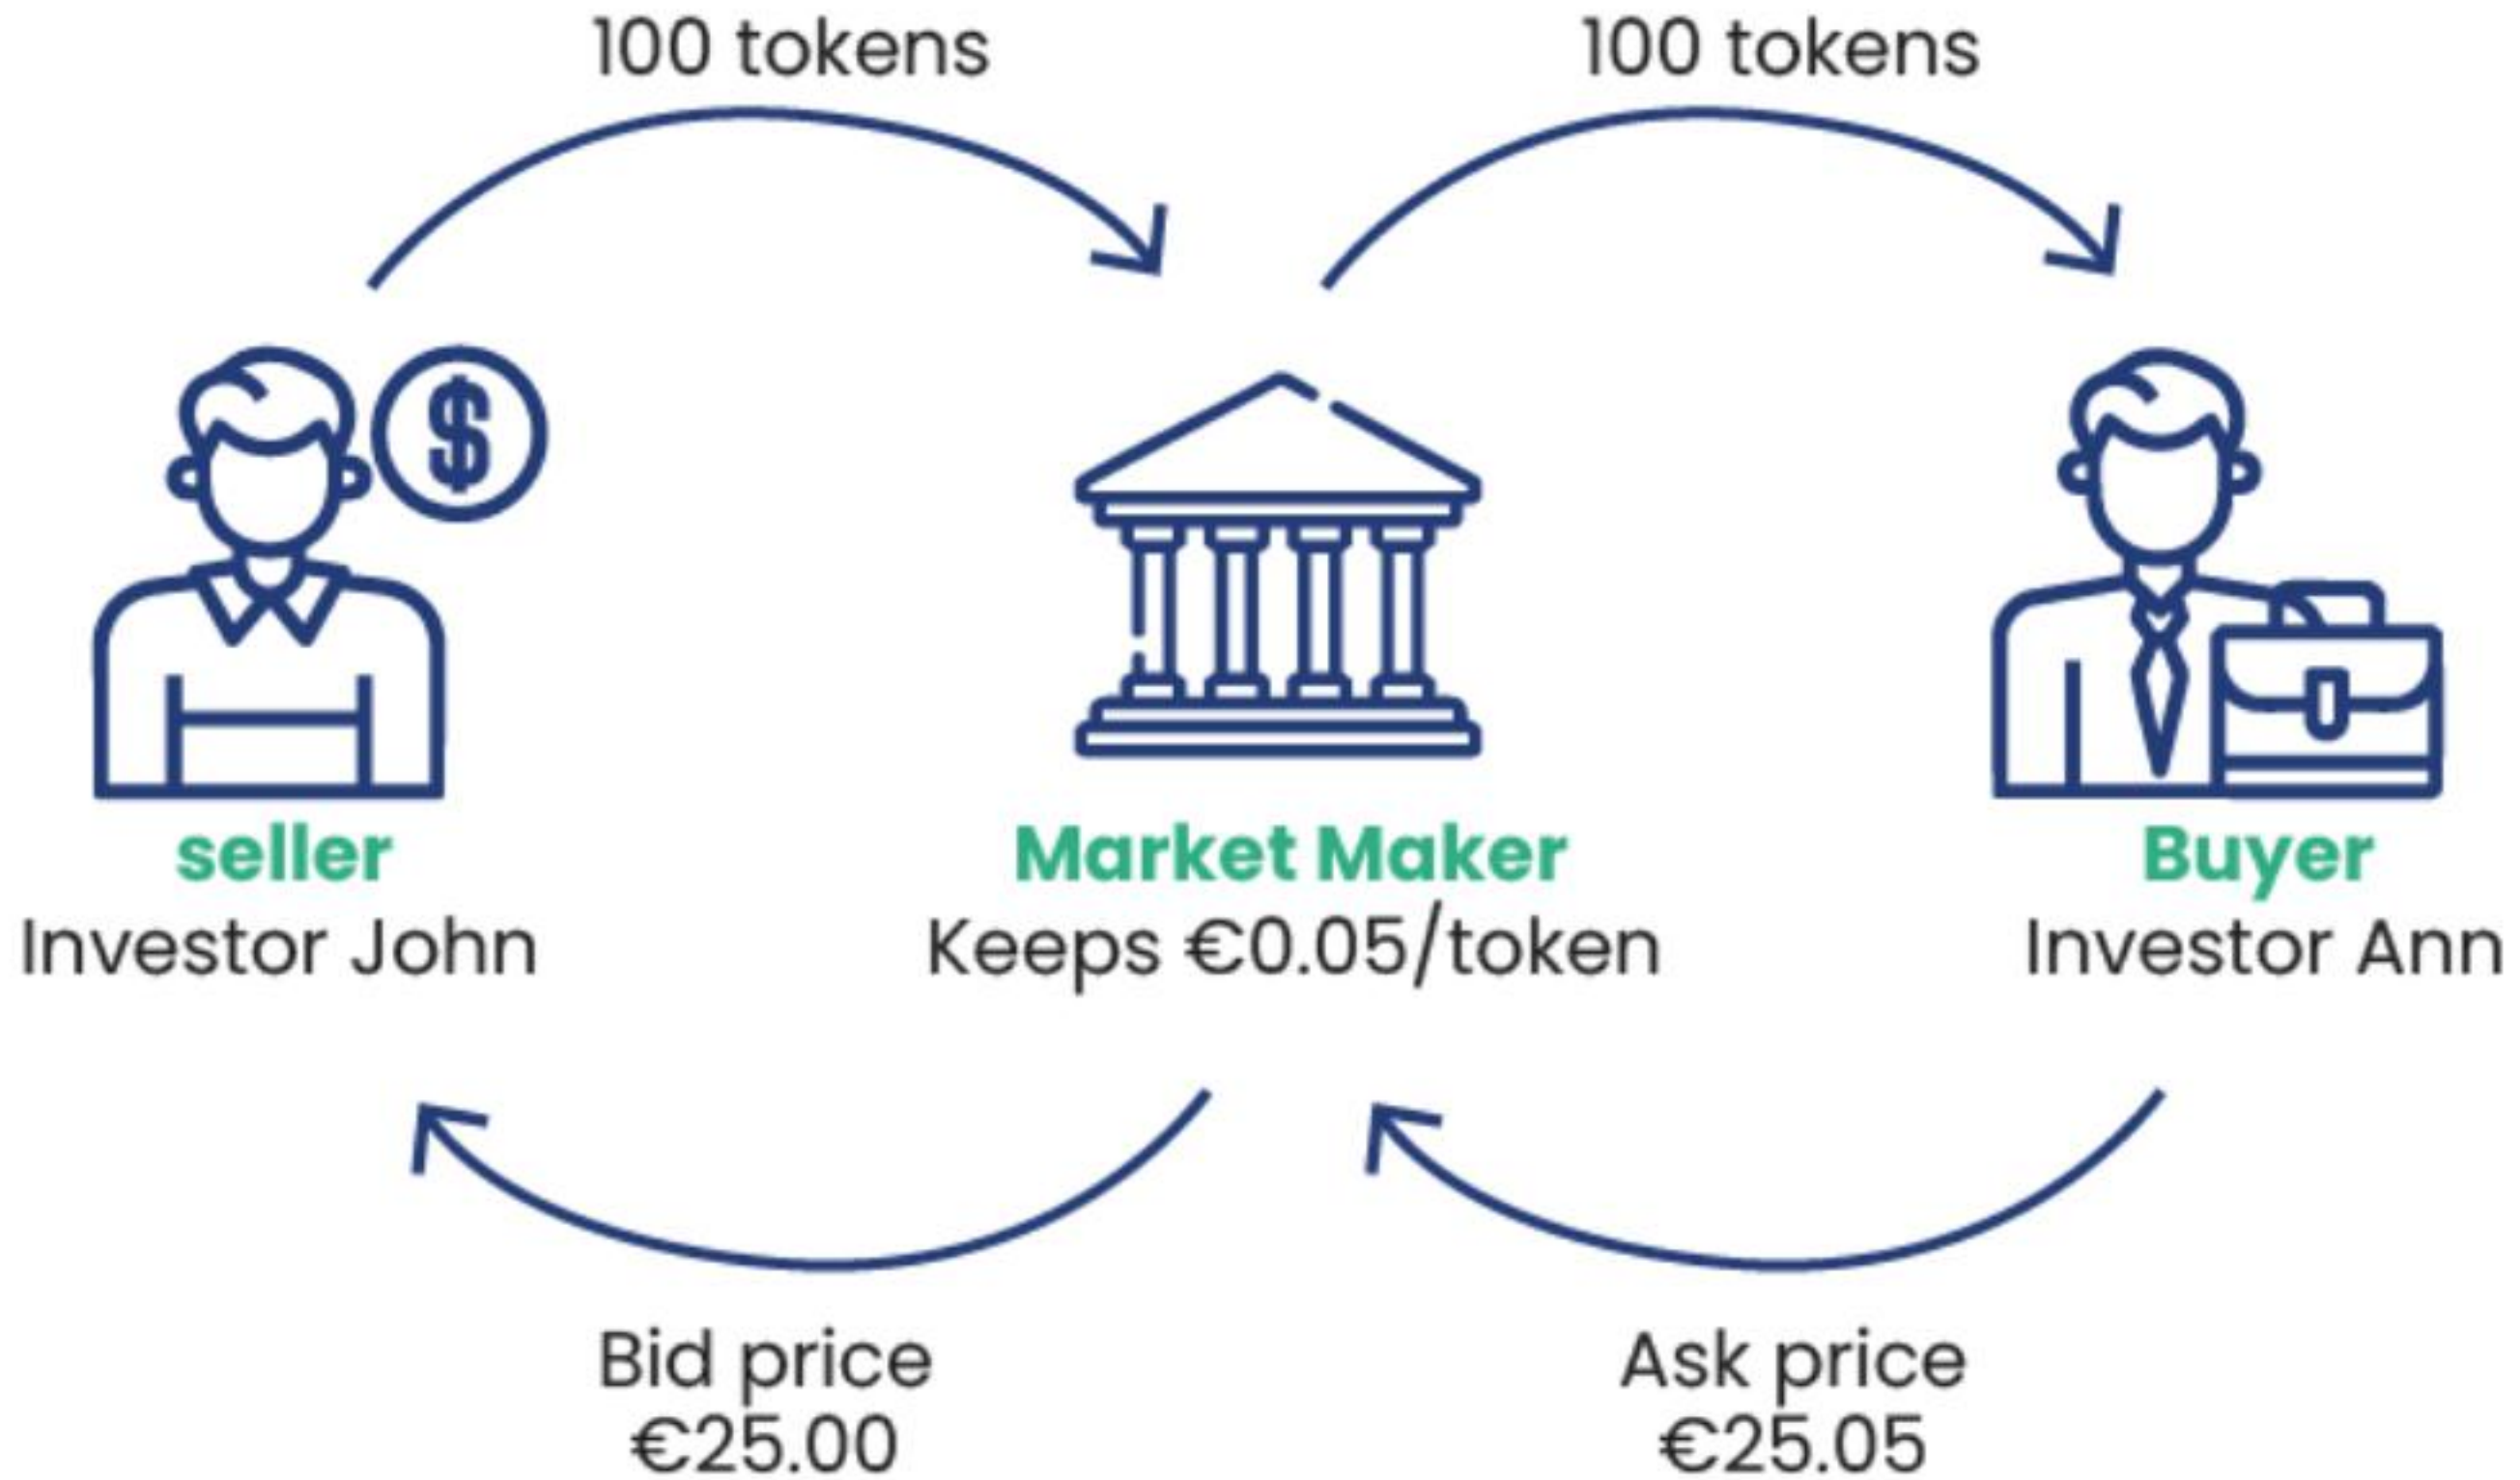 100 tokens
100 tokens
$
seller
Investor John
Market Maker
Keeps €0.05/token
Buyer
Investor Ann
Bid price
€25.00
Ask price
€25.05